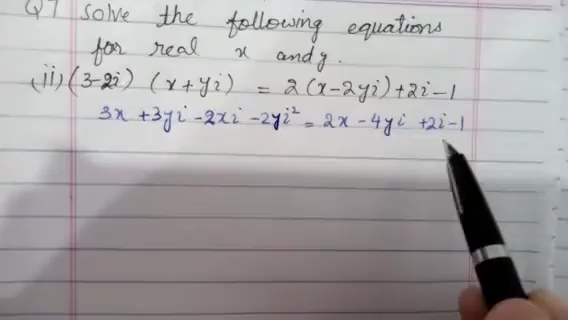 Q7 Solve the following equations
for real x and y.
(ii) (3-2i) (x+yi) = 2(x-2yi)+2i-1
3x +3yi -2xi -2yi² = 2x -4yi +2i-1